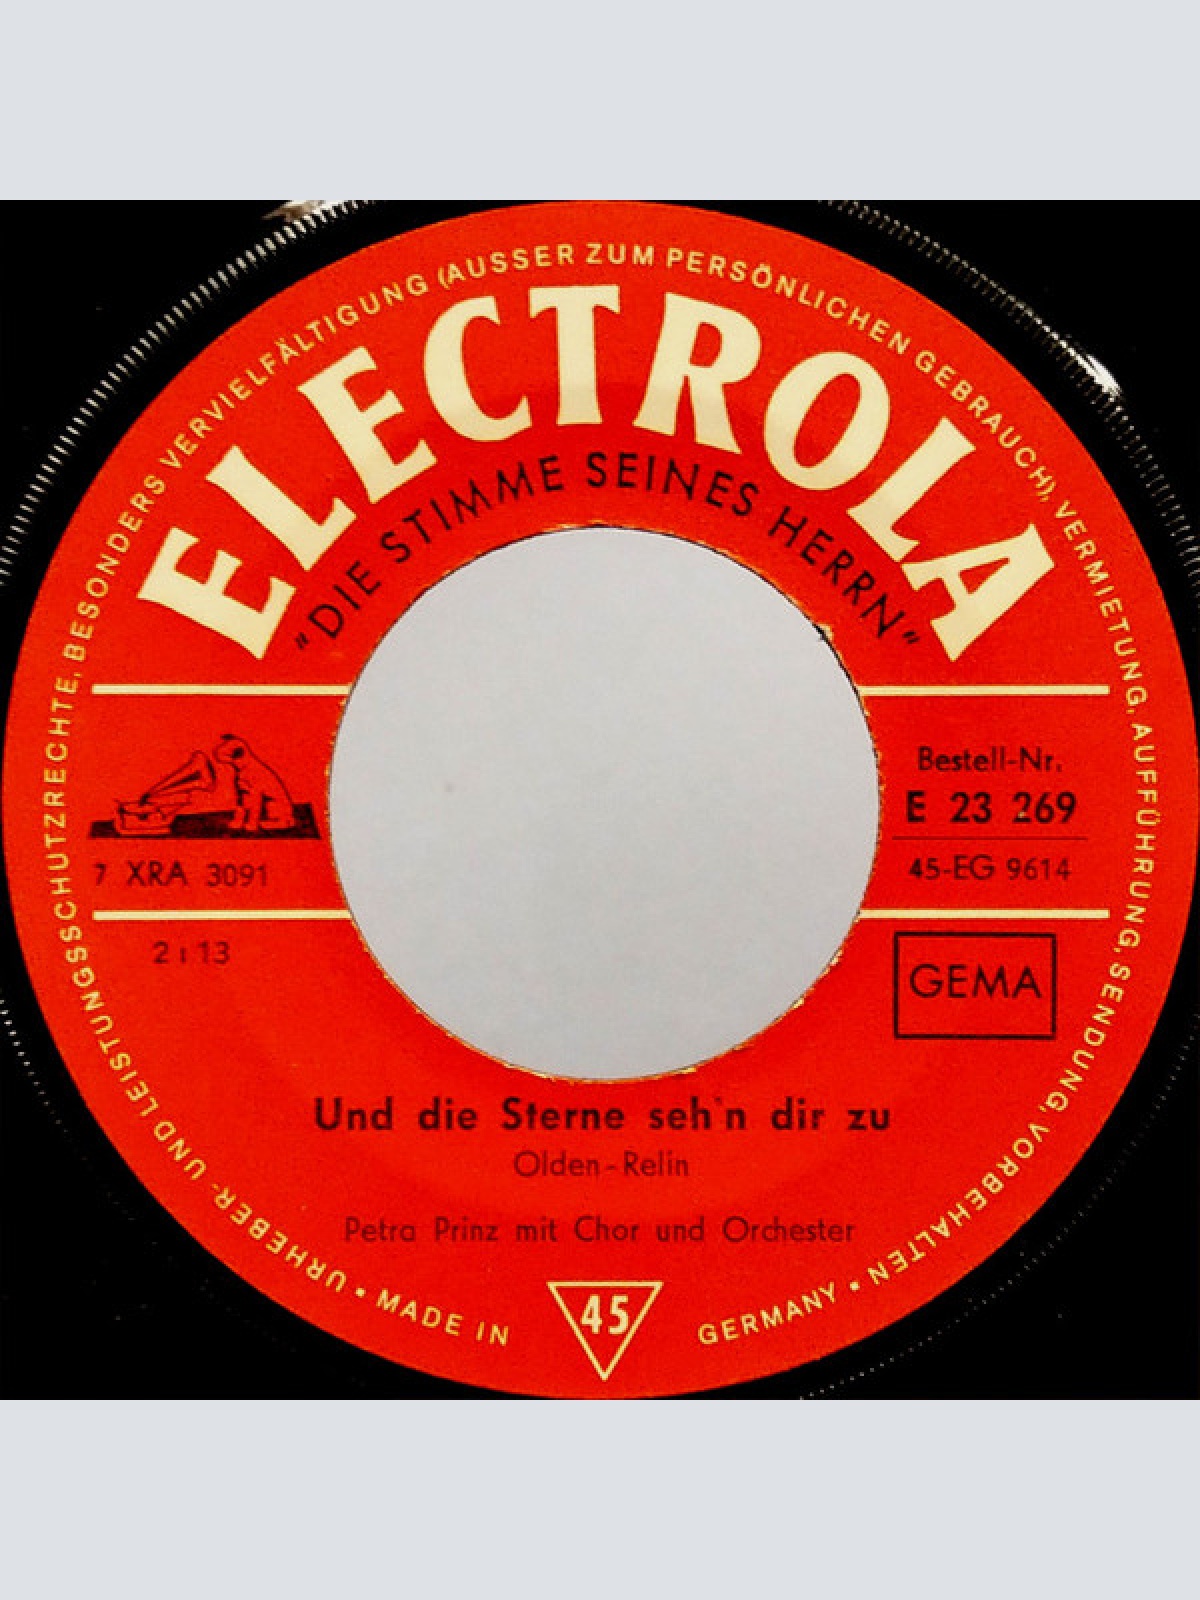 URHEBER- UND LEISTUNGSSCHUTZRECHTE, BESONDERS VERVIELFÄLTIGUNG (AUSSER ZUM PERSÖNLICHEN GEBRAUCH), VERMIETUNG, AUFFÜHRUNG, SENDUNG, VORBEHALTEN •
ELECTROLA
"DIE STIMME SEINES HERRN"
Bestell-Nr.
E 23 269
7 XRA 3091
45-EG 9614
2:13
GEMA
Und die Sterne seh'n dir zu
Olden-Relin
Petra Prinz mit Chor und Orchester
• MADE IN GERMANY
45